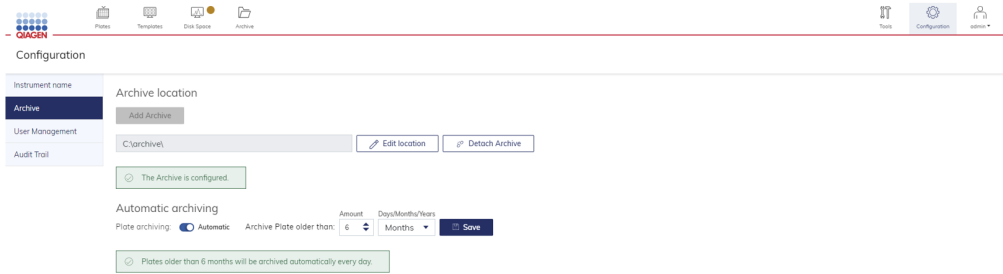 Plates Templates Disk Space Archive Tools Configuration admin
QIAGEN
Configuration
Instrument name
Archive
User Management
Audit Trail
Archive location
Add Archive
C:\archive\ Edit location Detach Archive
The Archive is configured.
Automatic archiving
Amount Days/Months/Years
Plate archiving: Automatic Archive Plate older than: 6 Months Save
Plates older than 6 months will be archived automatically every day.